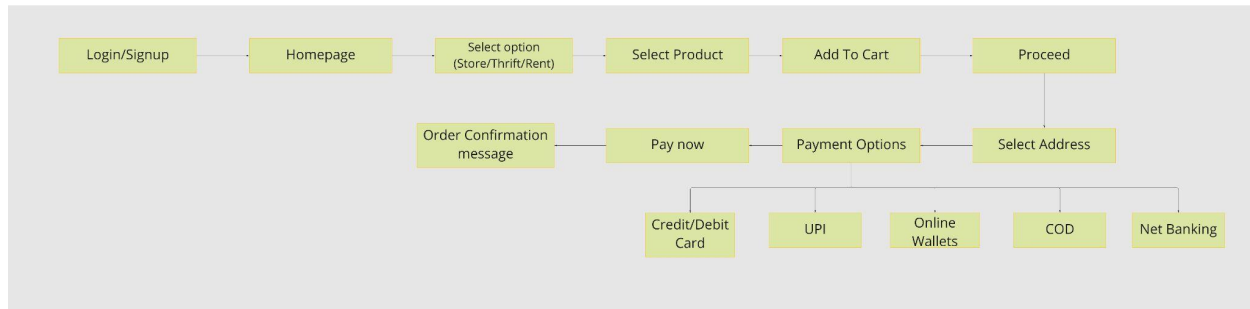 Login/Signup
Homepage
Select option
(Store/Thrift/Rent)
Select Product
Add To Cart
Proceed
Order Confirmation
message
Pay now
Payment Options
Select Address
Credit/Debit
Card
UPI
Online
Wallets
COD
Net Banking